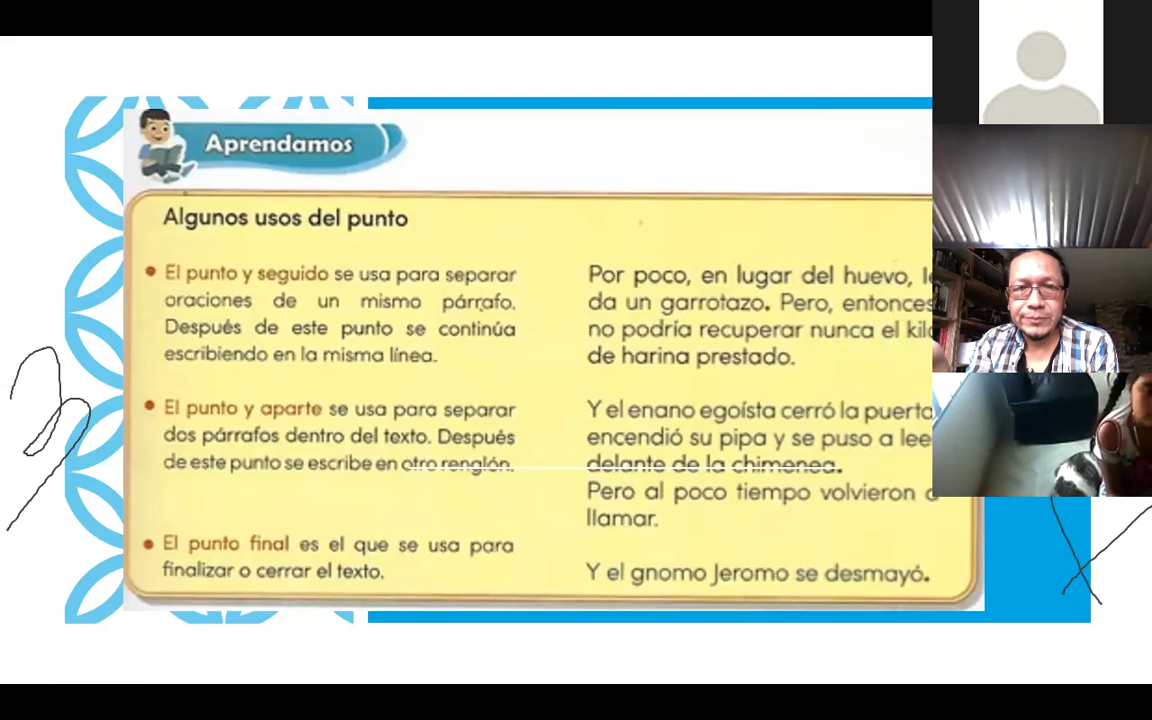 Aprendamos
Algunos usos del punto
El punto y seguido se usa para separar
oraciones de un mismo párrafo.
Después de este punto se continúa
escribiendo en la misma línea.
Por poco, en lugar del huevo,
da un garrotazo. Pero, entonces
no podría recuperar nunca el
de harina prestado.
El punto y aparte se usa para separar
dos párrafos dentro del texto. Después
de este punto se escribe en otro renglón.
Y el enano egoísta cerró la puerta
encendió su pipa y se puso a
delante de la chimenea.
Pero al poco tiempo volvieron
llamar.
El punto final es el que se usa para
finalizar o cerrar el texto.
Y el gnomo Jeromo se desmayó.